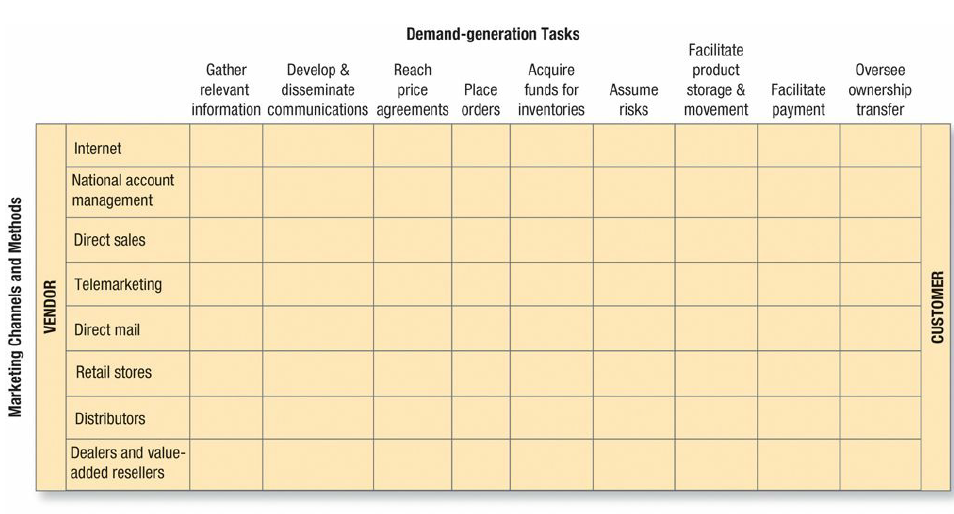 Demand-generation Tasks
Gather
relevant
information
Develop &
disseminate
communications
Reach
price
agreements
Place
orders
Acquire
funds for
inventories
Assume
risks
Facilitate
product
storage &
movement
Facilitate
payment
Oversee
ownership
transfer
Marketing Channels and Methods
VENDOR
Internet
National account
management
Direct sales
Telemarketing
Direct mail
Retail stores
Distributors
Dealers and value-
added resellers
CUSTOMER